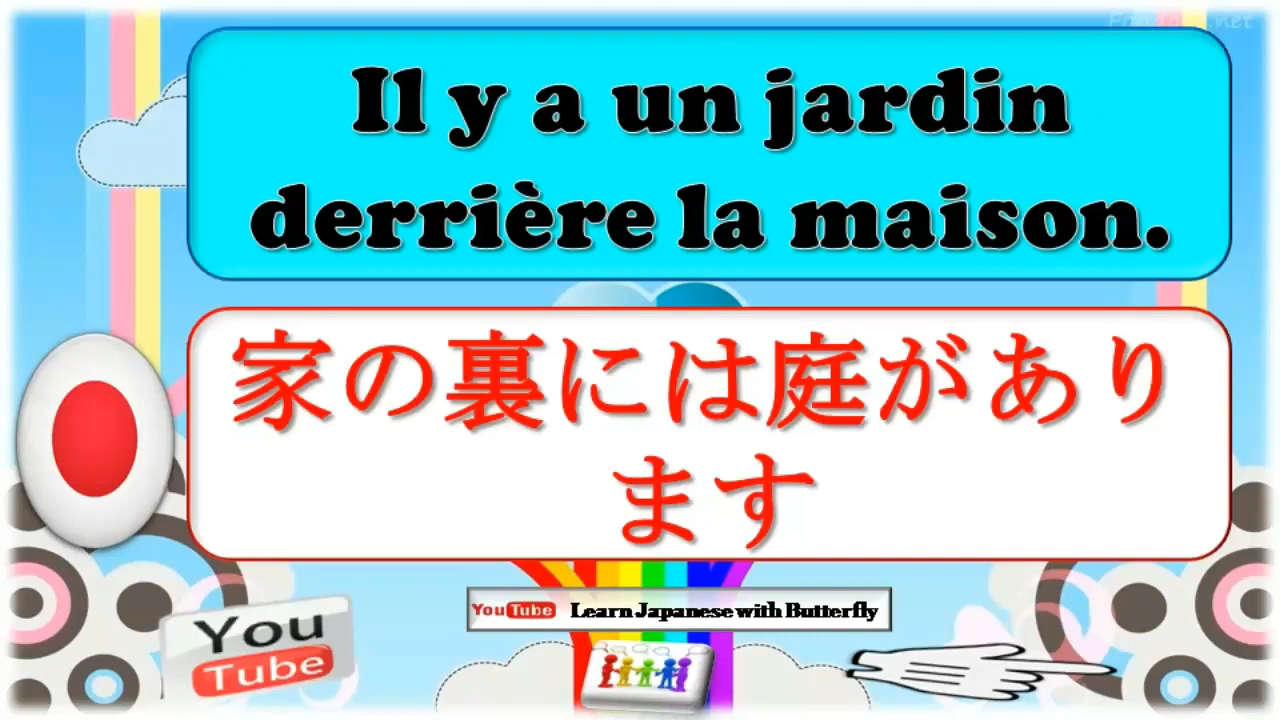 Il y a un jardin
derrière la maison.
家の裏には庭があり
ます
YouTube Learn Japanese with Butterfly
You
Tube